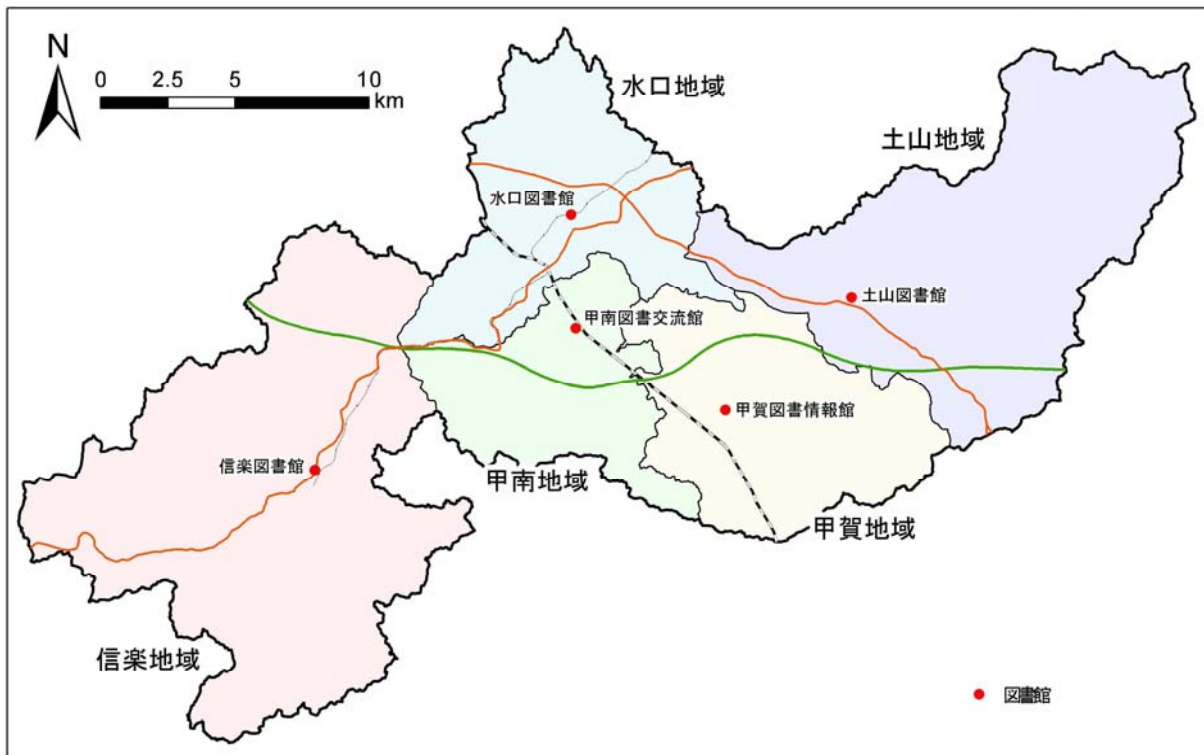 N
0 2.5 5 10
km
水口地域
土山地域
水口図書館
土山図書館
甲南図書交流館
甲賀図書情報館
信楽図書館
甲南地域
甲賀地域
信楽地域
図書館